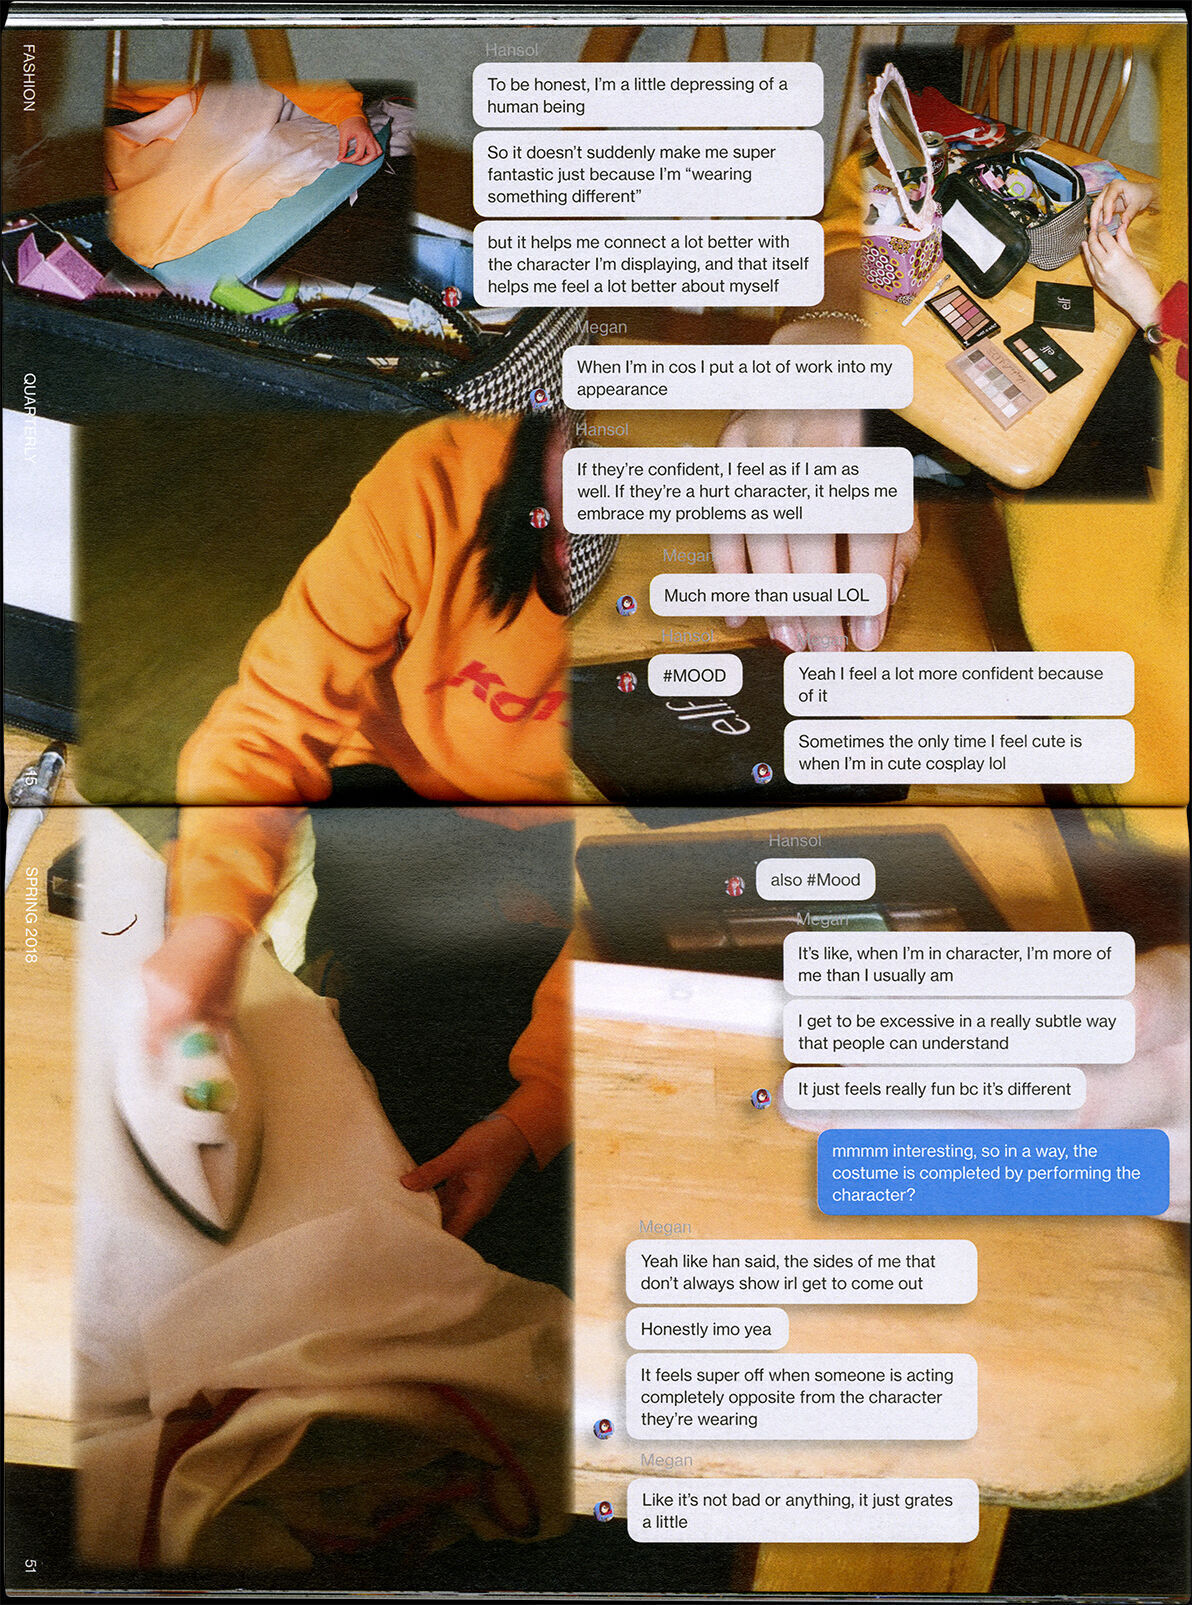 FASHION
QUARTERLY
SPRING 2018
51
Hansol
To be honest, I'm a little depressing of a
human being
So it doesn't suddenly make me super
fantastic just because I'm “wearing
something different”
but it helps me connect a lot better with
the character I'm displaying, and that itself
helps me feel a lot better about myself
Megan
When I'm in cos I put a lot of work into my
appearance
Hansol
If they're confident, I feel as if I am as
well. If they're a hurt character, it helps me
embrace my problems as well
Megan
Much more than usual LOL
Hansol
#MOOD
Megan
Yeah I feel a lot more confident because
of it
Sometimes the only time I feel cute is
when I'm in cute cosplay lol
Hansol
also #Mood
Megan
It's like, when I'm in character, I'm more of
me than I usually am
I get to be excessive in a really subtle way
that people can understand
It just feels really fun bc it's different
mmmm interesting, so in a way, the
costume is completed by performing the
character?
Megan
Yeah like han said, the sides of me that
don't always show irl get to come out
Honestly imo yea
It feels super off when someone is acting
completely opposite from the character
they're wearing
Megan
Like it's not bad or anything, it just grates
a little
elf
elf
elf